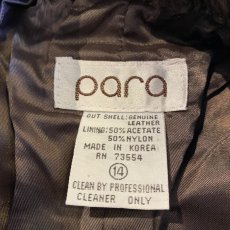 para
OUT SHELL: GENUINE
LEATHER
LINING: 50% ACETATE
50% NYLON
MADE IN KOREA
RN 73554
14
CLEAN BY PROFESSIONAL
CLEANER ONLY